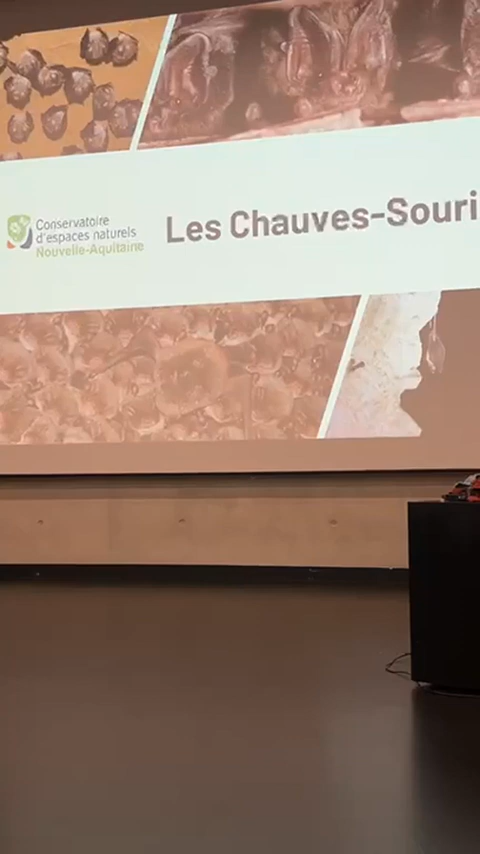 Conservatoire
d'espaces naturels
Nouvelle-Aquitaine
Les Chauves-Souri